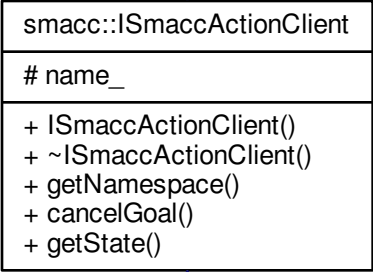 smacc::ISmaccActionClient
# name_
+ ISmaccActionClient()
+ ~ISmaccActionClient()
+ getNamespace()
+ cancelGoal()
+ getState()